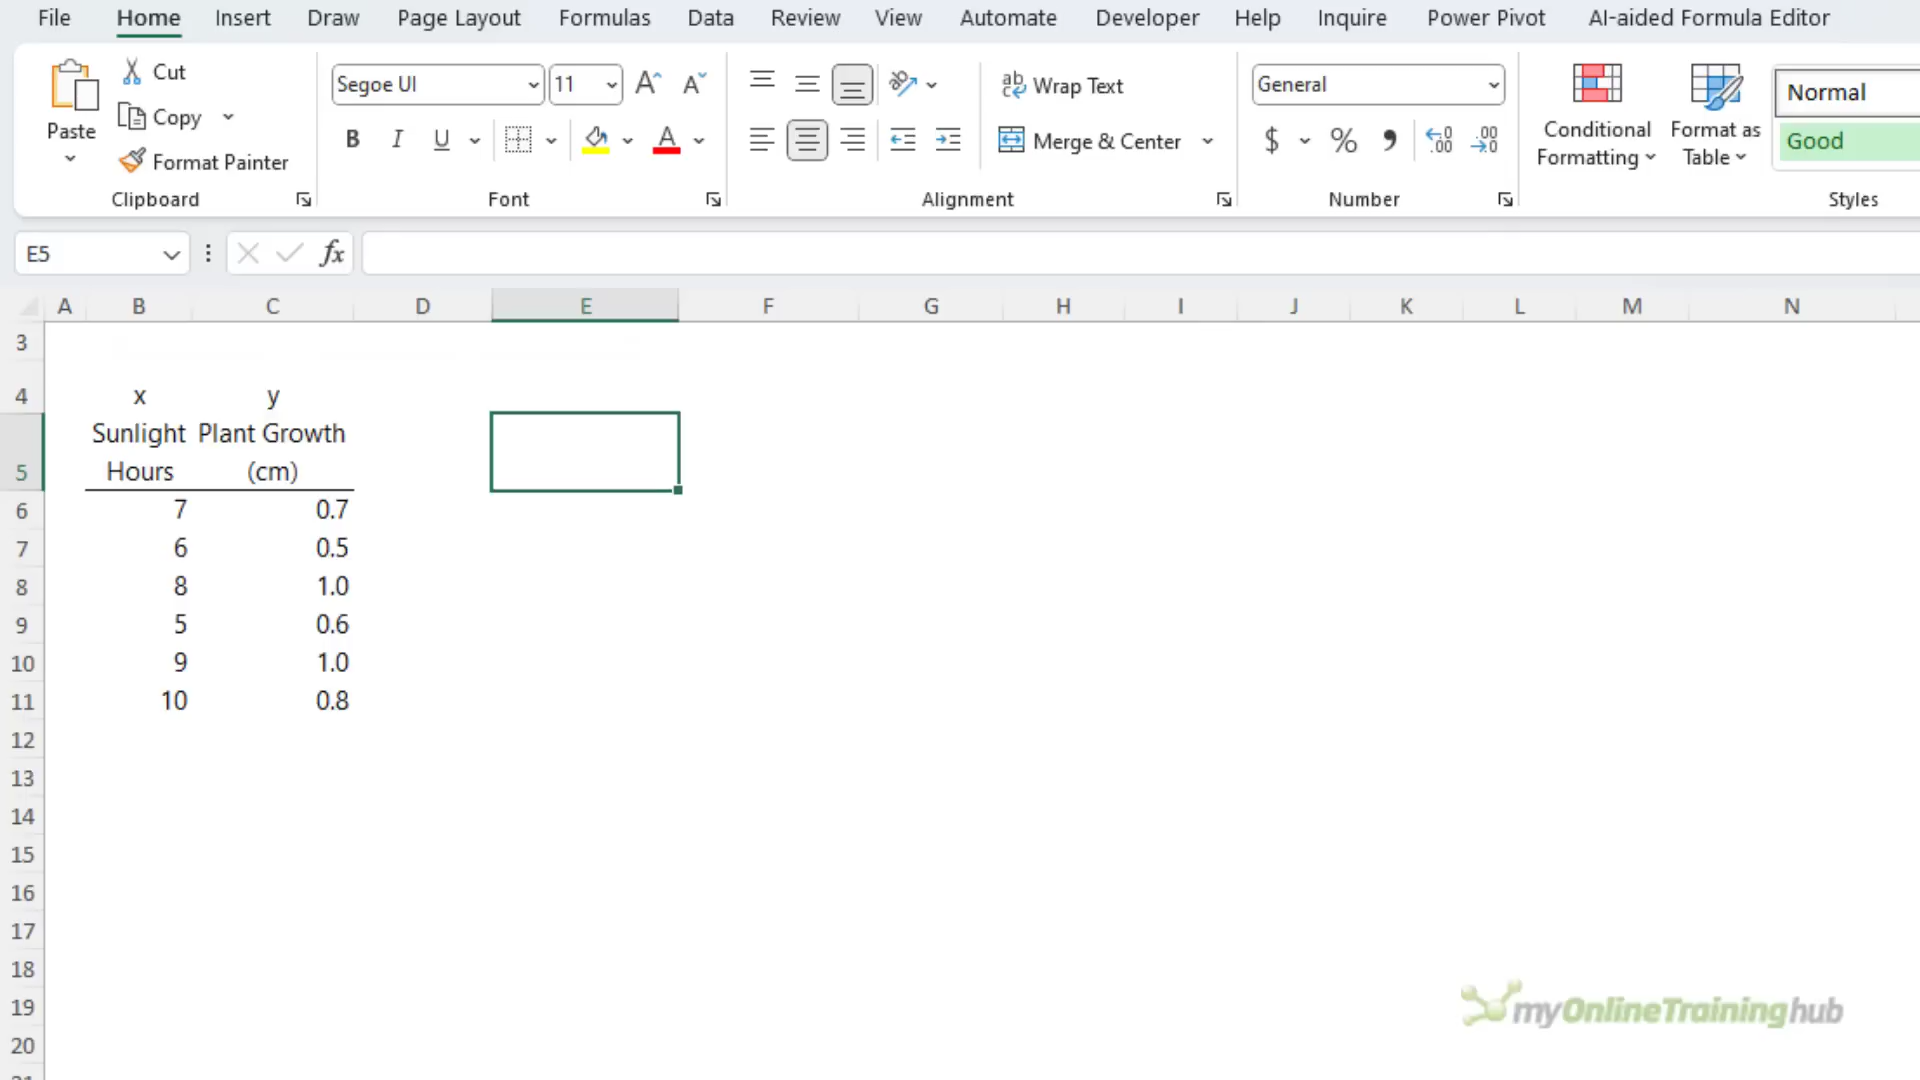 File Home Insert Draw Page Layout Formulas Data Review View Automate Developer Help Inquire Power Pivot AI-aided Formula Editor
Paste
Cut
Copy
Format Painter
Clipboard
Segoe UI 11
B I U A
Font
Wrap Text
Merge & Center
Alignment
General
$ % 9
Number
Conditional
Formatting
Format as
Table
Normal
Good
Styles
E5 fx
A B C D E F G H I J K L M N
3
4 x y
Sunlight Plant Growth
5 Hours (cm)
6 7 0.7
7 6 0.5
8 8 1.0
9 5 0.6
10 9 1.0
11 10 0.8
12
13
14
15
16
17
18
19
20
21
myOnlineTraininghub